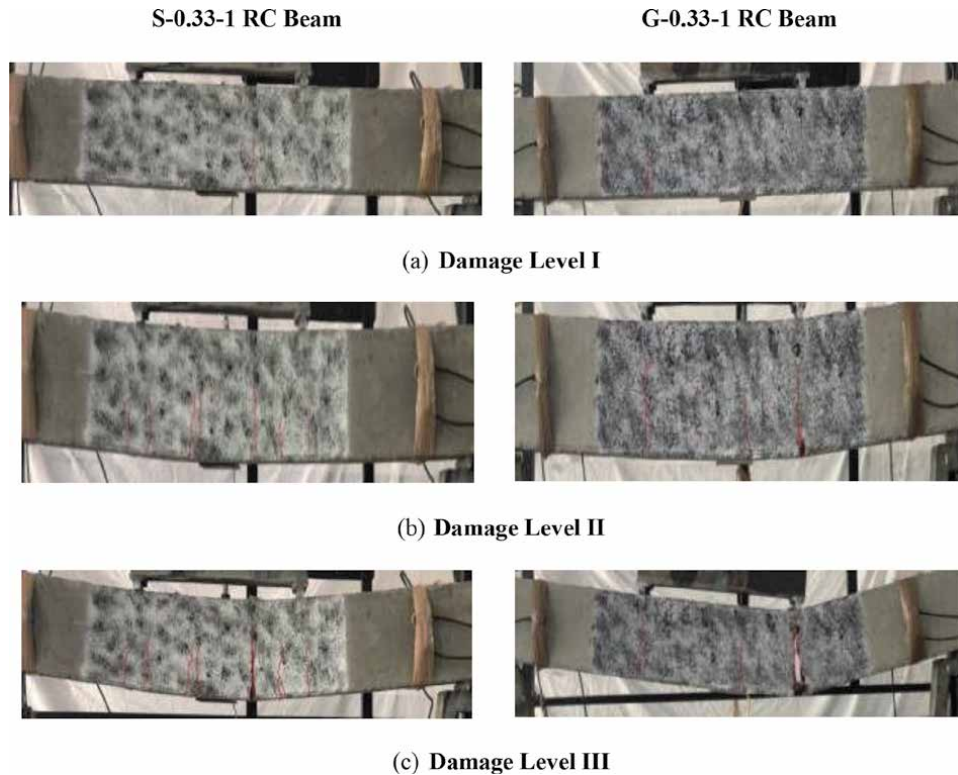 S-0.33-1 RC Beam
G-0.33-1 RC Beam
(a) Damage Level I
(b) Damage Level II
(c) Damage Level III